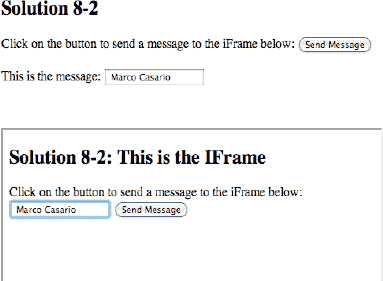 Solution 8-2
Click on the button to send a message to the iFrame below: Send Message
This is the message: Marco Casario
Solution 8-2: This is the IFrame
Click on the button to send a message to the iFrame below:
Marco Casario Send Message